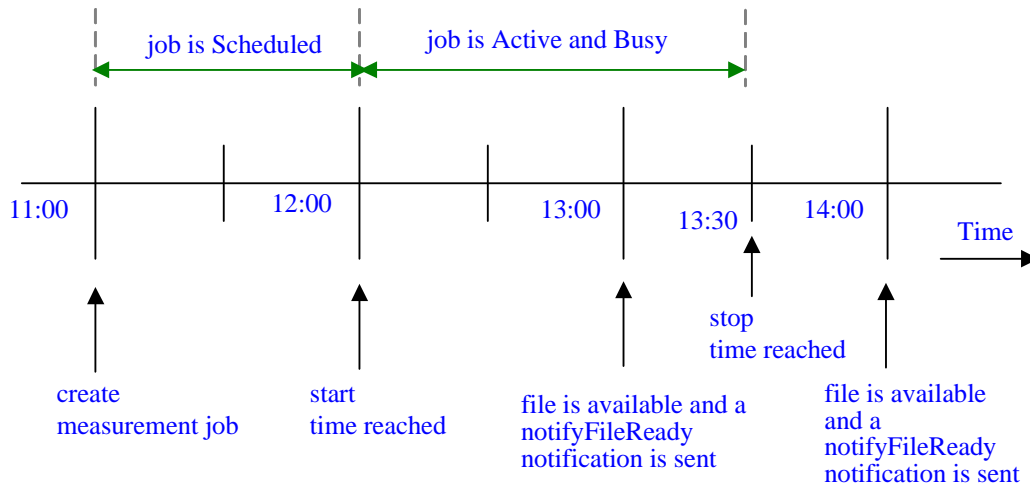 job is Scheduled
job is Active and Busy
11:00
12:00
13:00
13:30
14:00
Time
create
measurement job
start
time reached
file is available and a
notifyFileReady
notification is sent
stop
time reached
file is available
and a
notifyFileReady
notification is sent